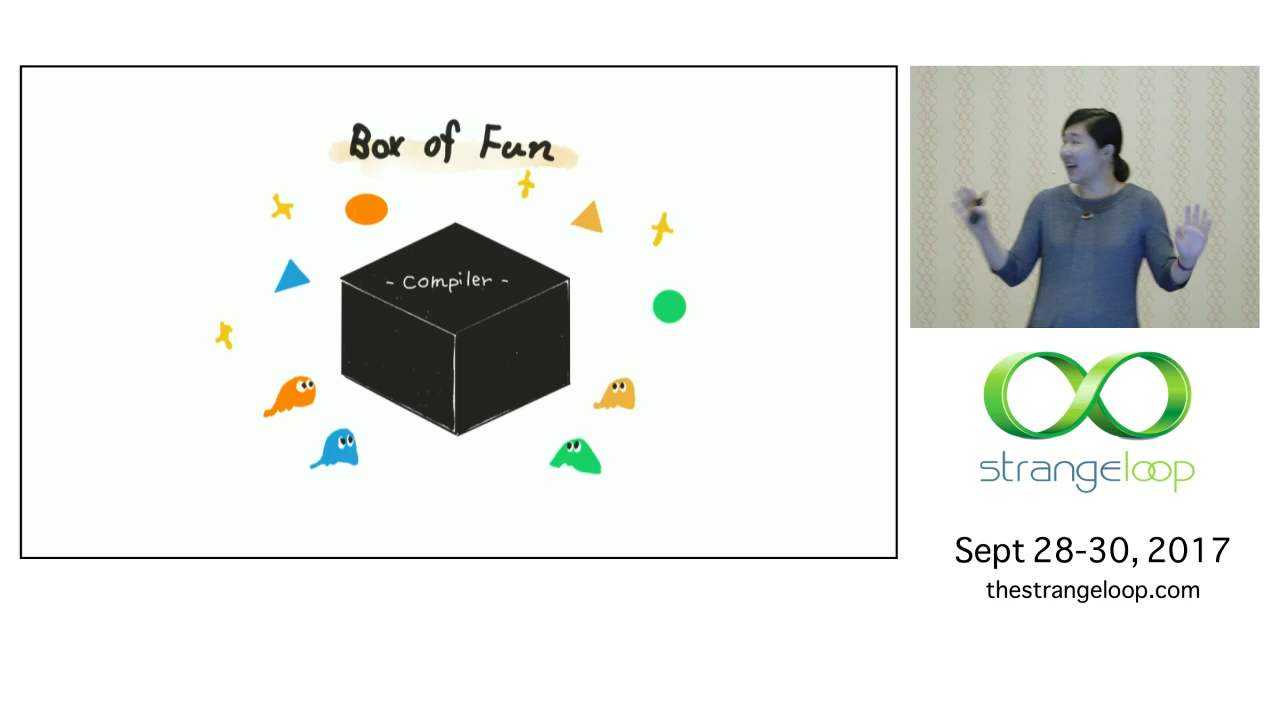 Box of Fun
- compiler -
strangeloop
Sept 28-30, 2017
thestrangeloop.com